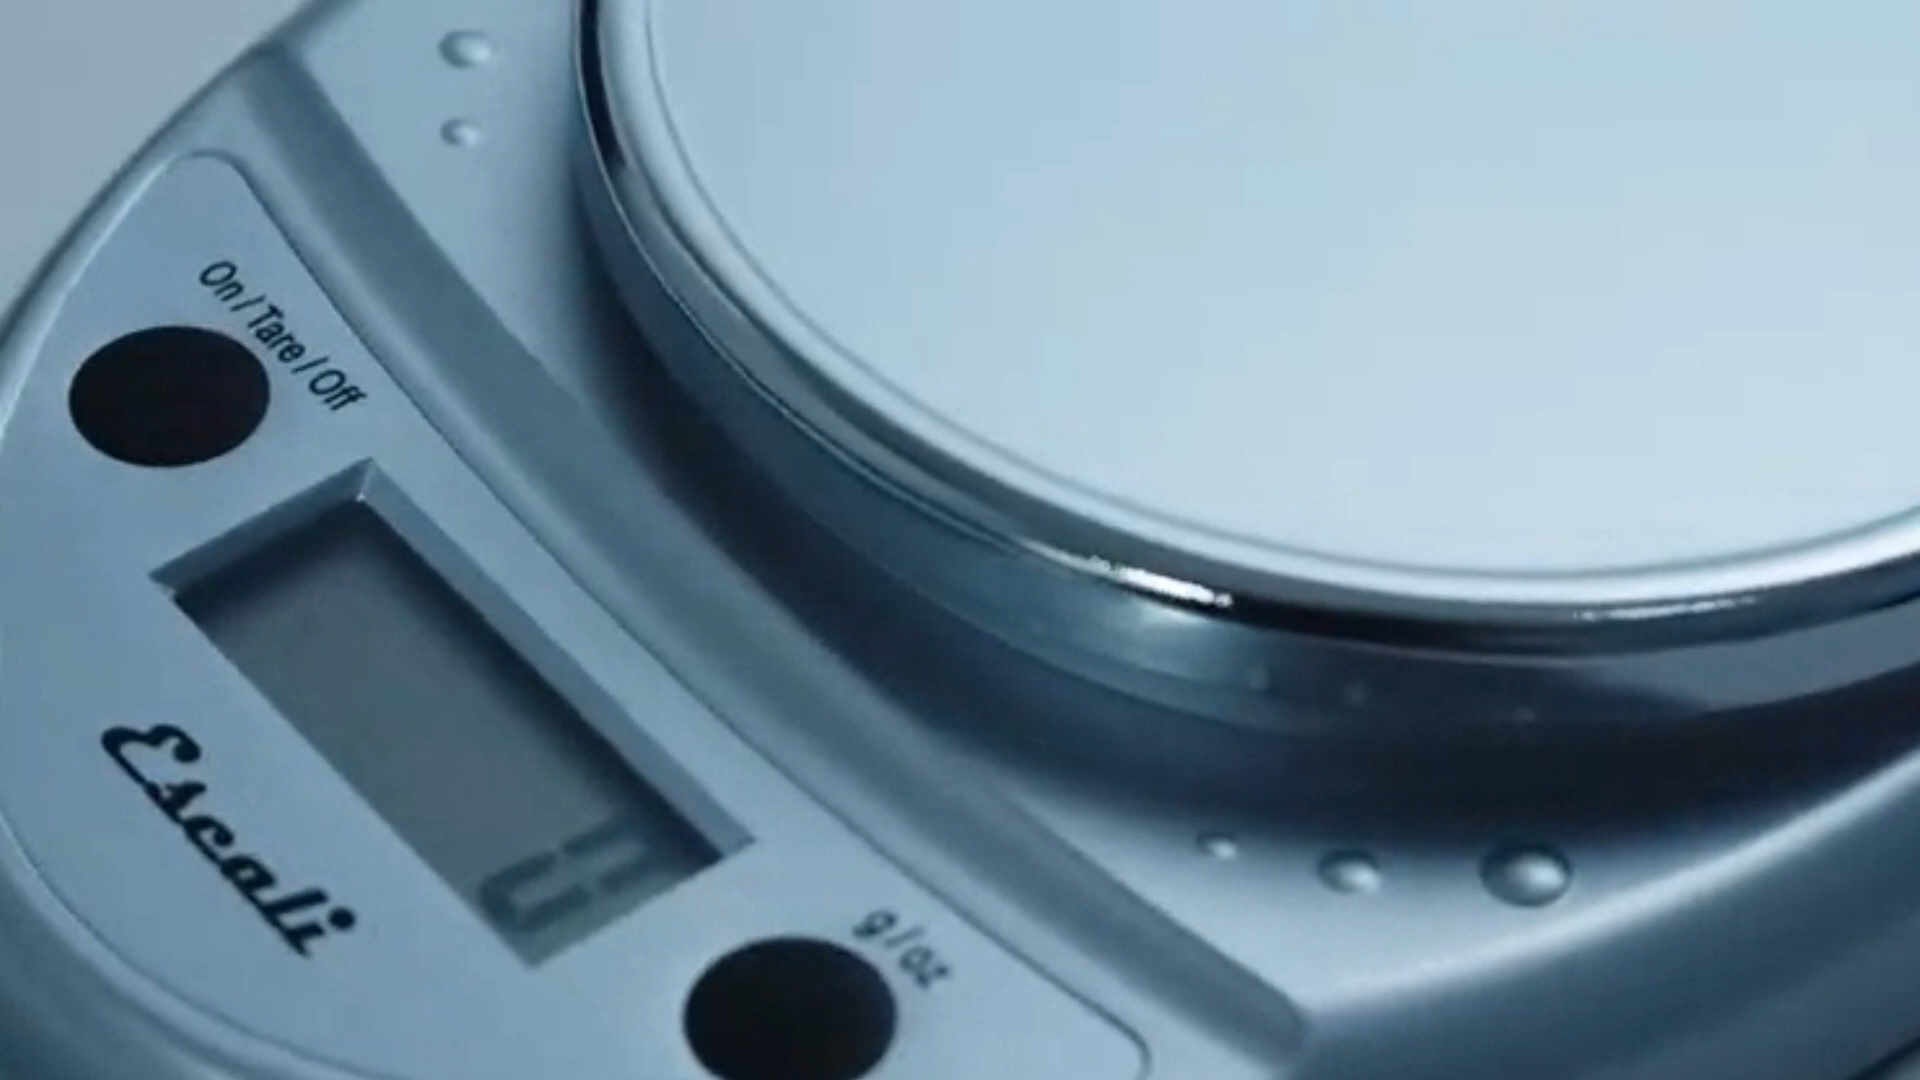 On / Tare / Off
Escali
g / oz